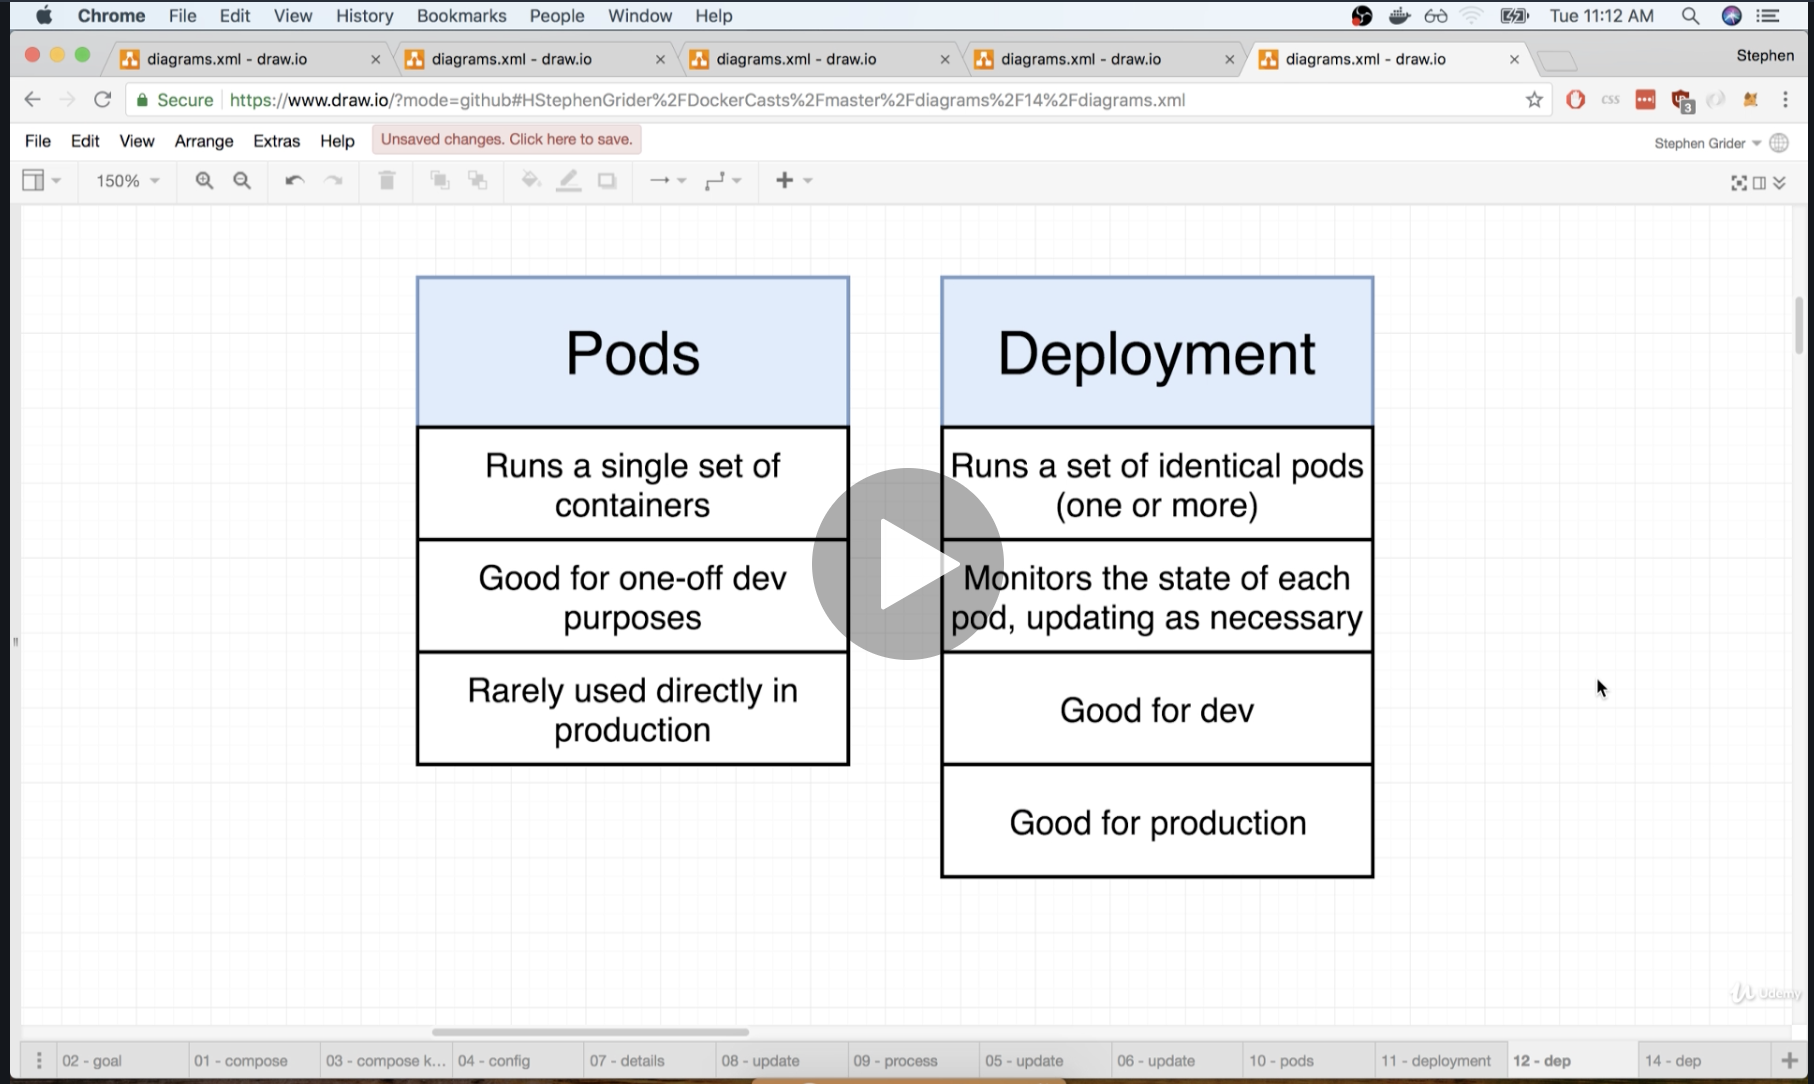 Chrome File Edit View History Bookmarks People Window Help Tue 11:12 AM
diagrams.xml - draw.io diagrams.xml - draw.io diagrams.xml - draw.io diagrams.xml - draw.io diagrams.xml - draw.io Stephen
Secure https://www.draw.io/?mode=github#HStephenGrider%2FDockerCasts%2Fmaster%2Fdiagrams%2F14%2Fdiagrams.xml CSS 3
File Edit View Arrange Extras Help Unsaved changes. Click here to save. Stephen Grider
150%
Pods
Runs a single set of
containers
Good for one-off dev
purposes
Rarely used directly in
production
Deployment
Runs a set of identical pods
(one or more)
Monitors the state of each
pod, updating as necessary
Good for dev
Good for production
Udemy
02 - goal 01 - compose 03 - compose k... 04 - config 07 - details 08 - update 09 - process 05 - update 06 - update 10 - pods 11 - deployment 12 - dep 14 - dep